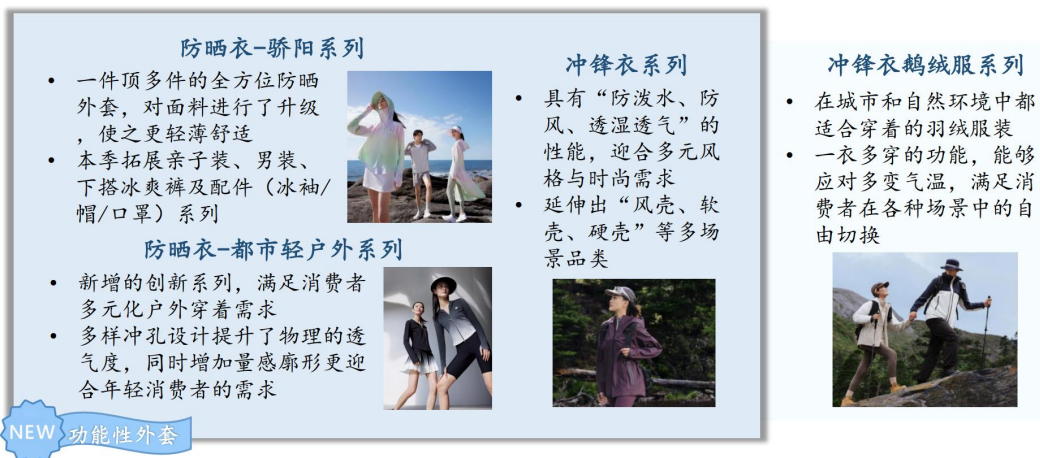 防晒衣-骄阳系列
• 一件顶多件的全方位防晒
外套，对面料进行了升级
，使之更轻薄舒适
• 本季拓展亲子装、男装、
下搭冰爽裤及配件（冰袖/
帽/口罩）系列
防晒衣-都市轻户外系列
• 新增的创新系列，满足消费者
多元化户外穿着需求
• 多样冲孔设计提升了物理的透
气度，同时增加量感廓形更迎
合年轻消费者的需求
NEW 功能性外套
冲锋衣系列
• 具有“防泼水、防
风、透湿透气”的
性能，迎合多元风
格与时尚需求
• 延伸出“风壳、软
壳、硬壳”等多场
景品类
冲锋衣鹅绒服系列
• 在城市和自然环境中都
适合穿着的羽绒服装
• 一衣多穿的功能，能够
应对多变气温，满足消
费者在各种场景中的自
由切换